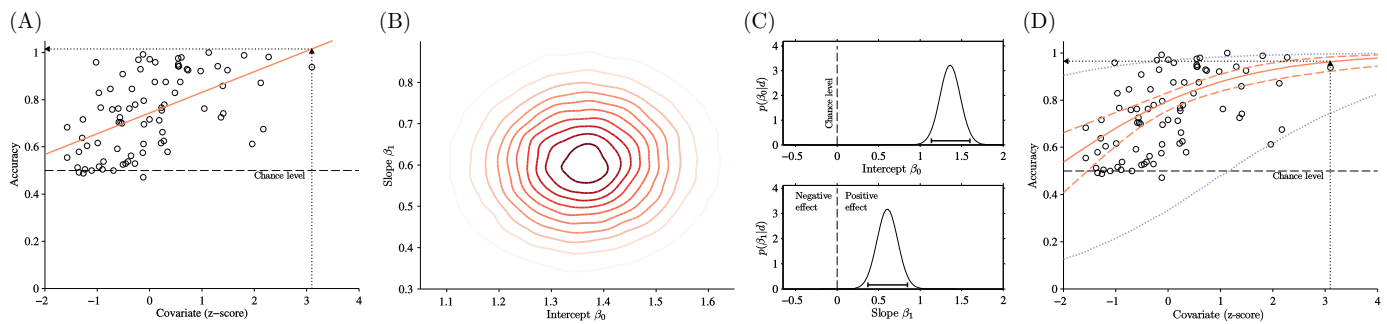 (A)
1
0.8
0.6
0.4
0.2
0
Accuracy
Chance level
−2
−1
0
1
2
3
4
Covariate (z-score)
(B)
0.9
0.8
0.7
0.6
0.5
0.4
0.3
Slope β1
1.1
1.2
1.3
1.4
1.5
1.6
Intercept β0
(C)
4
3
2
1
0
p(β0|d)
Chance level
−0.5
0
0.5
1
1.5
2
Intercept β0
4
3
2
1
0
p(β1|d)
Negative
effect
Positive
effect
−0.5
0
0.5
1
1.5
2
Slope β1
(D)
1
0.8
0.6
0.4
0.2
0
Accuracy
Chance level
−2
−1
0
1
2
3
4
Covariate (z-score)